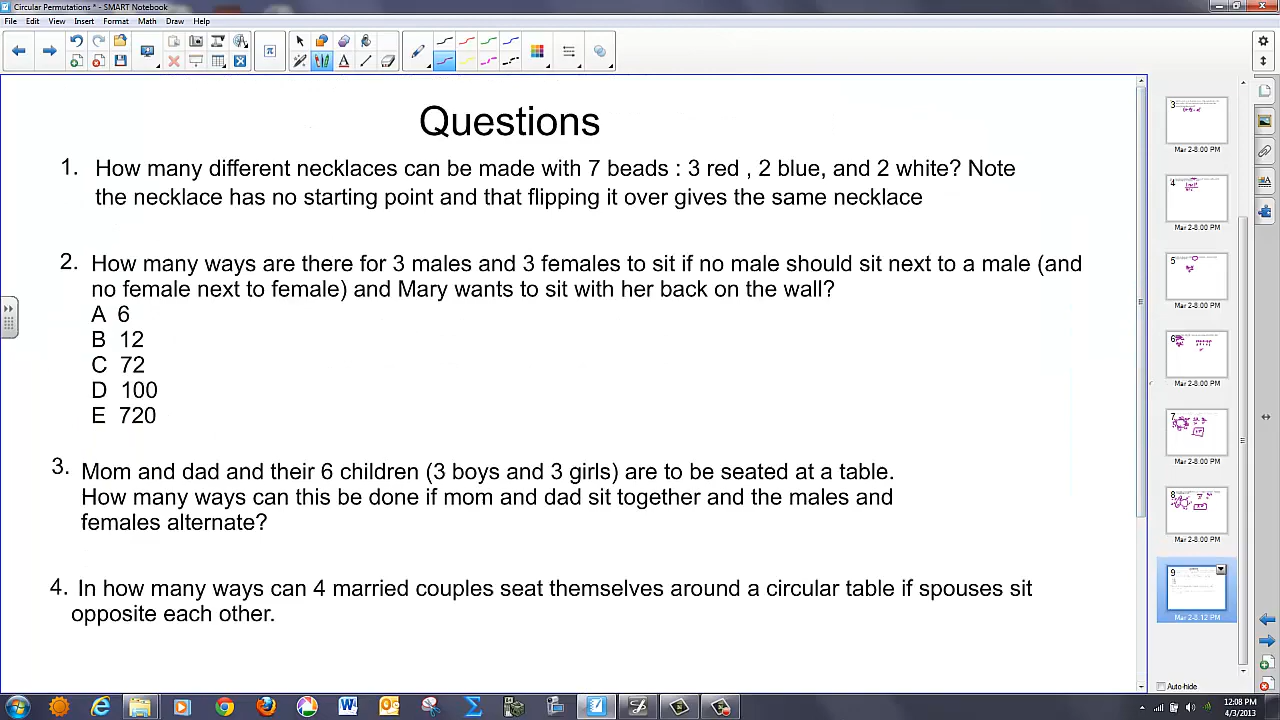 Circular Permutations * - SMART Notebook
File Edit View Insert Format Math Draw Help
Questions
1. How many different necklaces can be made with 7 beads : 3 red , 2 blue, and 2 white? Note
the necklace has no starting point and that flipping it over gives the same necklace
2. How many ways are there for 3 males and 3 females to sit if no male should sit next to a male (and
no female next to female) and Mary wants to sit with her back on the wall?
A 6
B 12
C 72
D 100
E 720
3. Mom and dad and their 6 children (3 boys and 3 girls) are to be seated at a table.
How many ways can this be done if mom and dad sit together and the males and
females alternate?
4. In how many ways can 4 married couples seat themselves around a circular table if spouses sit
opposite each other.
3
Mar 2-8:00 PM
4
Mar 2-8:00 PM
5
Mar 2-8:00 PM
6
Mar 2-8:00 PM
7
Mar 2-8:00 PM
8
Mar 2-8:00 PM
9
Mar 2-8:12 PM
Auto-hide
12:08 PM
4/3/2013